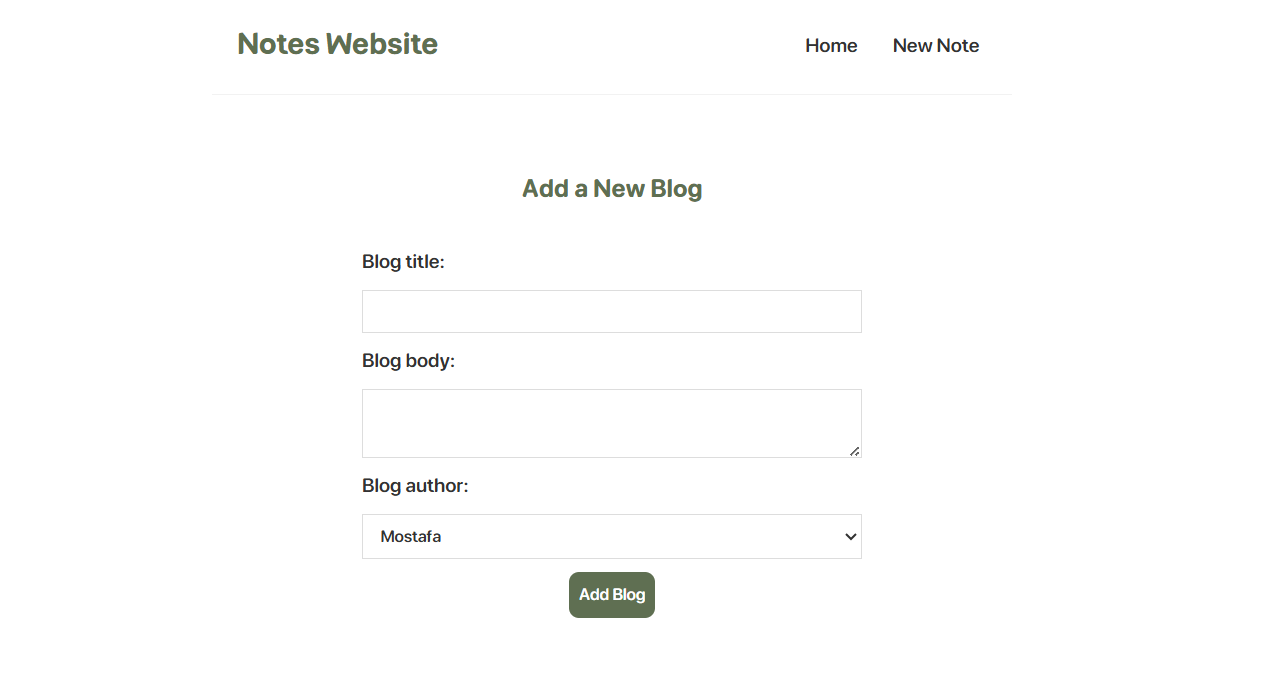 Notes Website
Home New Note
Add a New Blog
Blog title:
Blog body:
Blog author:
Mostafa
Add Blog